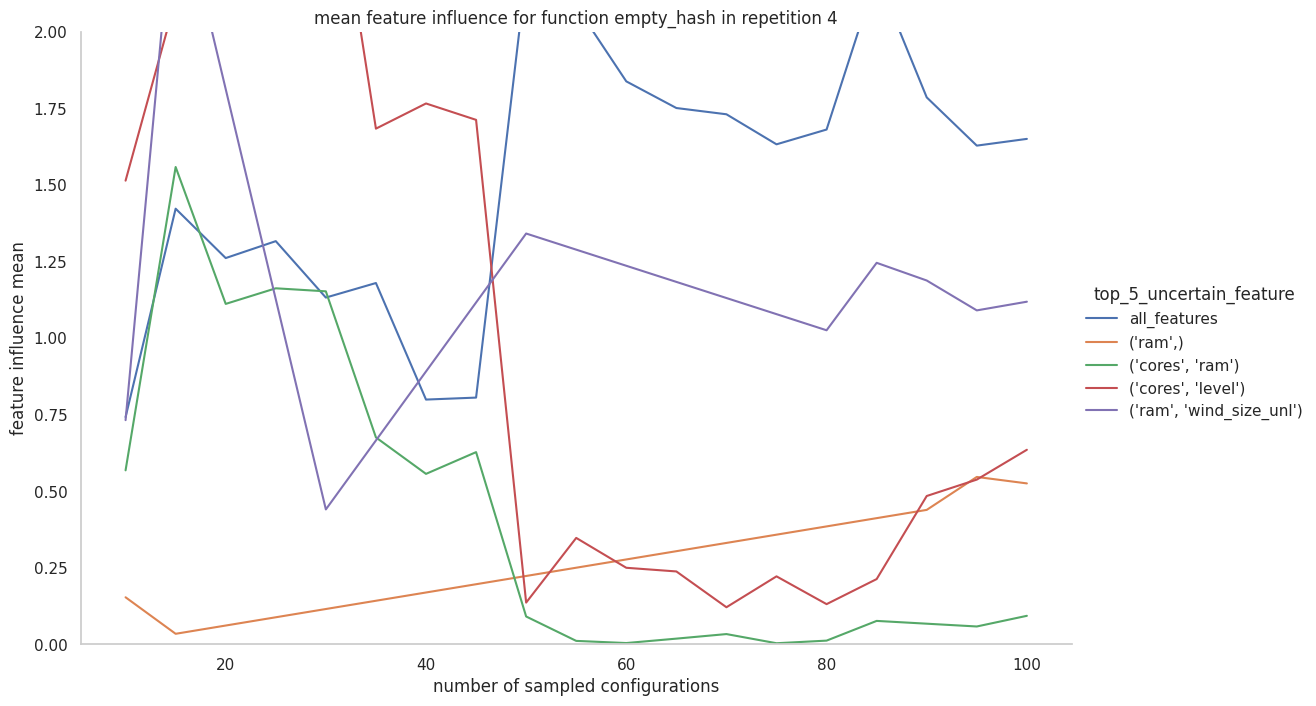 mean feature influence for function empty_hash in repetition 4
2.00
1.75
1.50
1.25
1.00
0.75
0.50
0.25
0.00
feature influence mean
20
40
60
80
100
number of sampled configurations
top_5_uncertain_feature
all_features
('ram',)
('cores', 'ram')
('cores', 'level')
('ram', 'wind_size_unl')